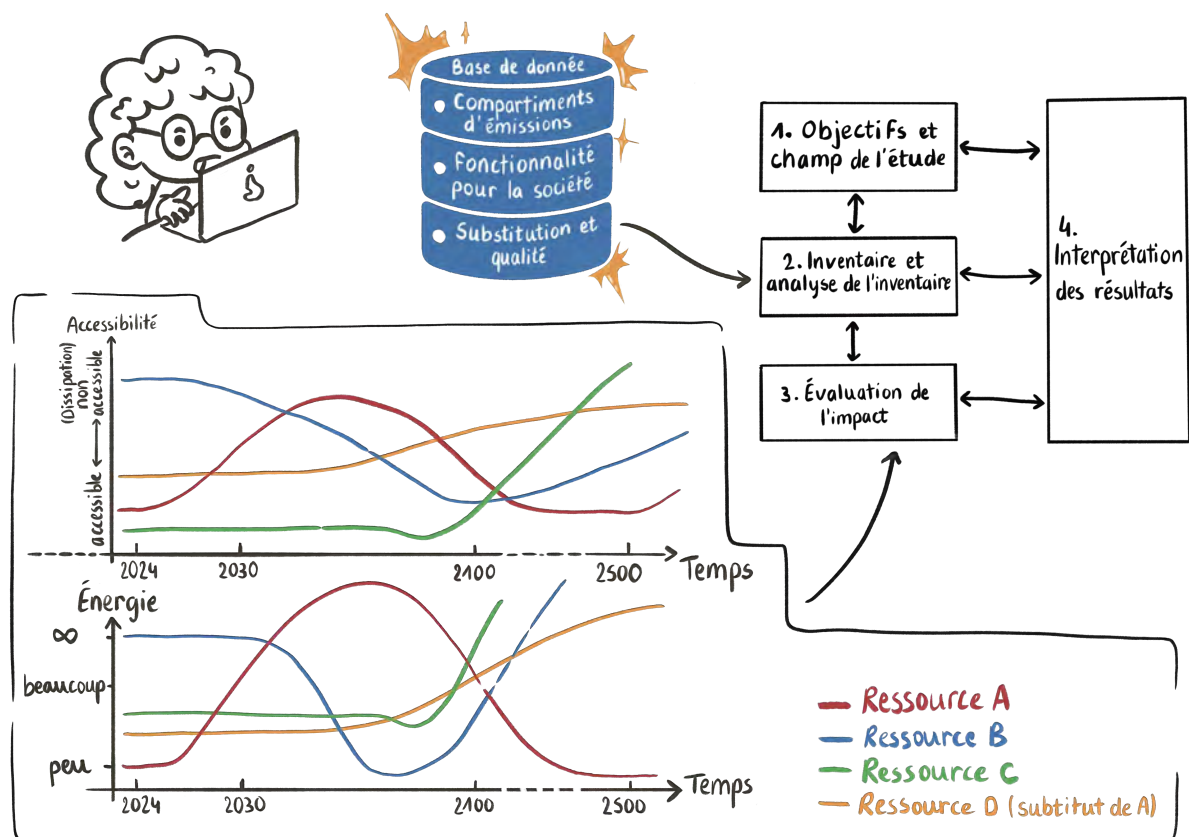 Base de donnée
Compartiments
d'émissions
Fonctionnalité
pour la société
Substitution et
qualité
1. Objectifs et
champ de l'étude
2. Inventaire et
analyse de l'inventaire
3. Évaluation de
l'impact
4.
Interprétation
des résultats
Accessibilité
(Dissipation)
non
accessible
accessible
2024
2030
2400
2500
Temps
Énergie
∞
beaucoup
peu
2024
2030
2400
2500
Temps
Ressource A
Ressource B
Ressource C
Ressource D (subtitut de A)